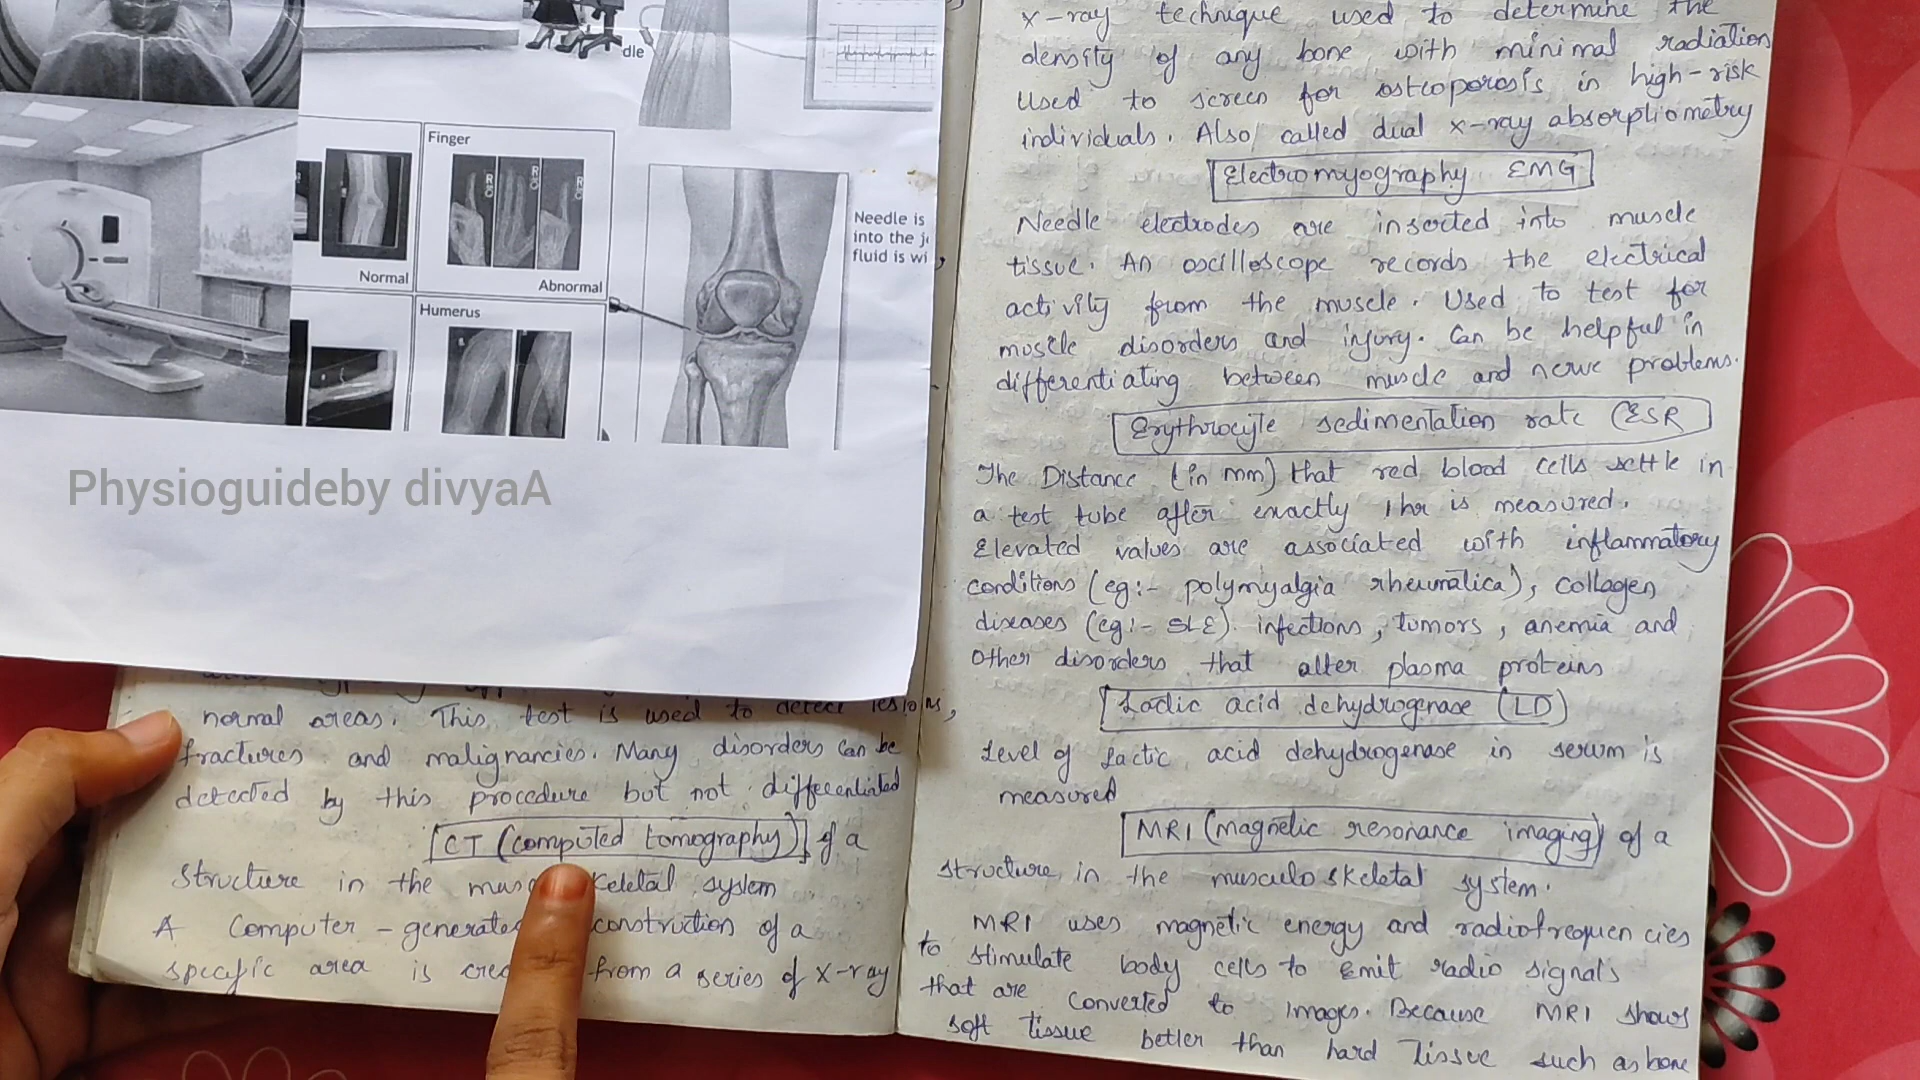 dle
Finger
R
R
R
Normal
Abnormal
Humerus
Needle is
into the
fluid is wi
Physioguideby divyaA
normal areas. This test is used to detect lesions,
fractures and malignancies. Many disorders can be
detected by this procedure but not differentiated
CT (computed tomography) of a
structure in the keletal system
A Computer - generated construction of a
specific area is from a series of X-ray
x-ray technique used to determine the
density of any bone with minimal radiation
Used to screen for osteoporosis in high-risk
individuals. Also called dual x-ray absorptiometry
Electromyography EMG
Needle electrodes are inserted into muscle
tissue. An oscilloscope records the electrical
activity from the muscle. Used to test for
muscle disorders and injury. Can be helpful in
differentiating between muscle and nerve problems.
Erythrocyte sedimentation rate (ESR
The Distance (in mm) that red blood cells settle in
a test tube after exactly 1 hr is measured.
Elevated values are associated with inflammatory
conditions (eg:- polymyalgia rheumatica), collagen
diseases (eg:- SLE). infections, tumors, anemia and
other disorders that alter plasma proteins
Lactic acid dehydrogenase (LD)
Level of Lactic acid dehydrogenase in serum is
measured
MRI (magnetic resonance imaging) of a
structure in the musculoskeletal system.
MRI uses magnetic energy and radiofrequencies
to stimulate body cells to emit radio signals
that are converted to images. Because MRI shows
soft tissue better than hard tissue such as bone